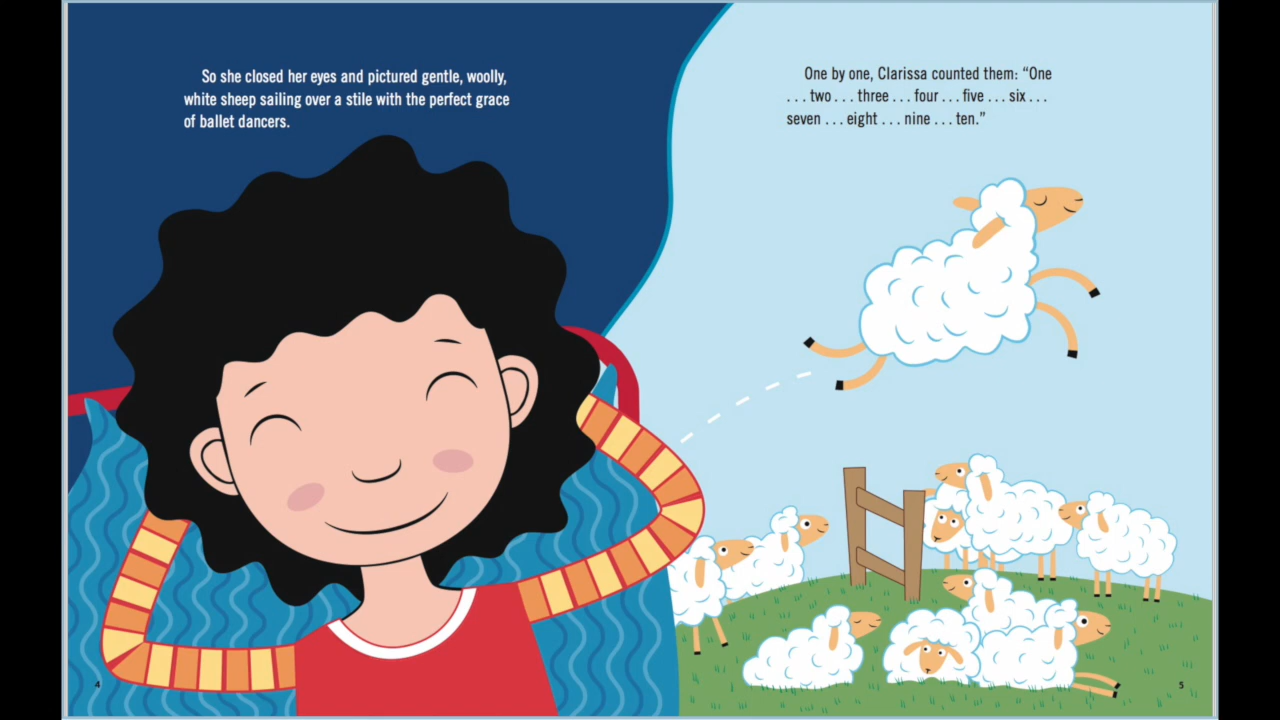 So she closed her eyes and pictured gentle, woolly,
white sheep sailing over a stile with the perfect grace
of ballet dancers.
One by one, Clarissa counted them: “One
. . . two . . . three . . . four . . . five . . . six . . .
seven . . . eight . . . nine . . . ten.”
4
5